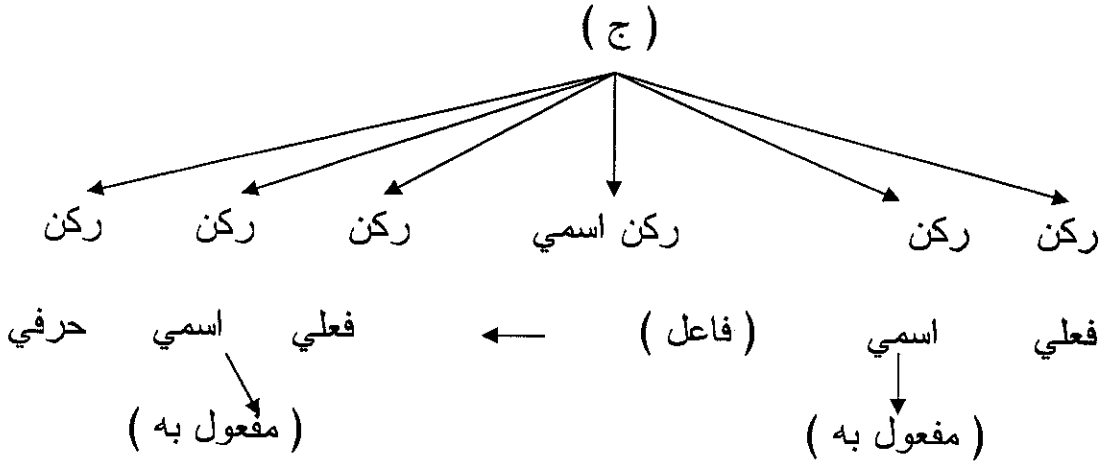 ( ج )
ركن ركن ركن اسمي ركن ركن ركن
فعلي اسمي ( فاعل ) فعلي اسمي حرفي
( مفعول به ) ( مفعول به )